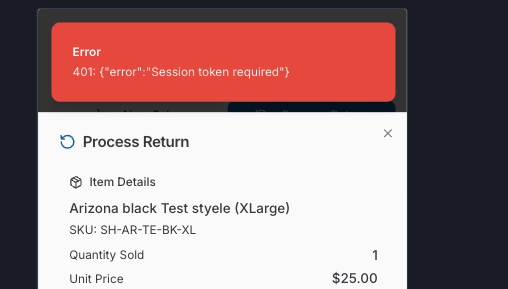 Error
401: {"error":"Session token required"}
Process Return
Item Details
Arizona black Test styele (XLarge)
SKU: SH-AR-TE-BK-XL
Quantity Sold 1
Unit Price $25.00